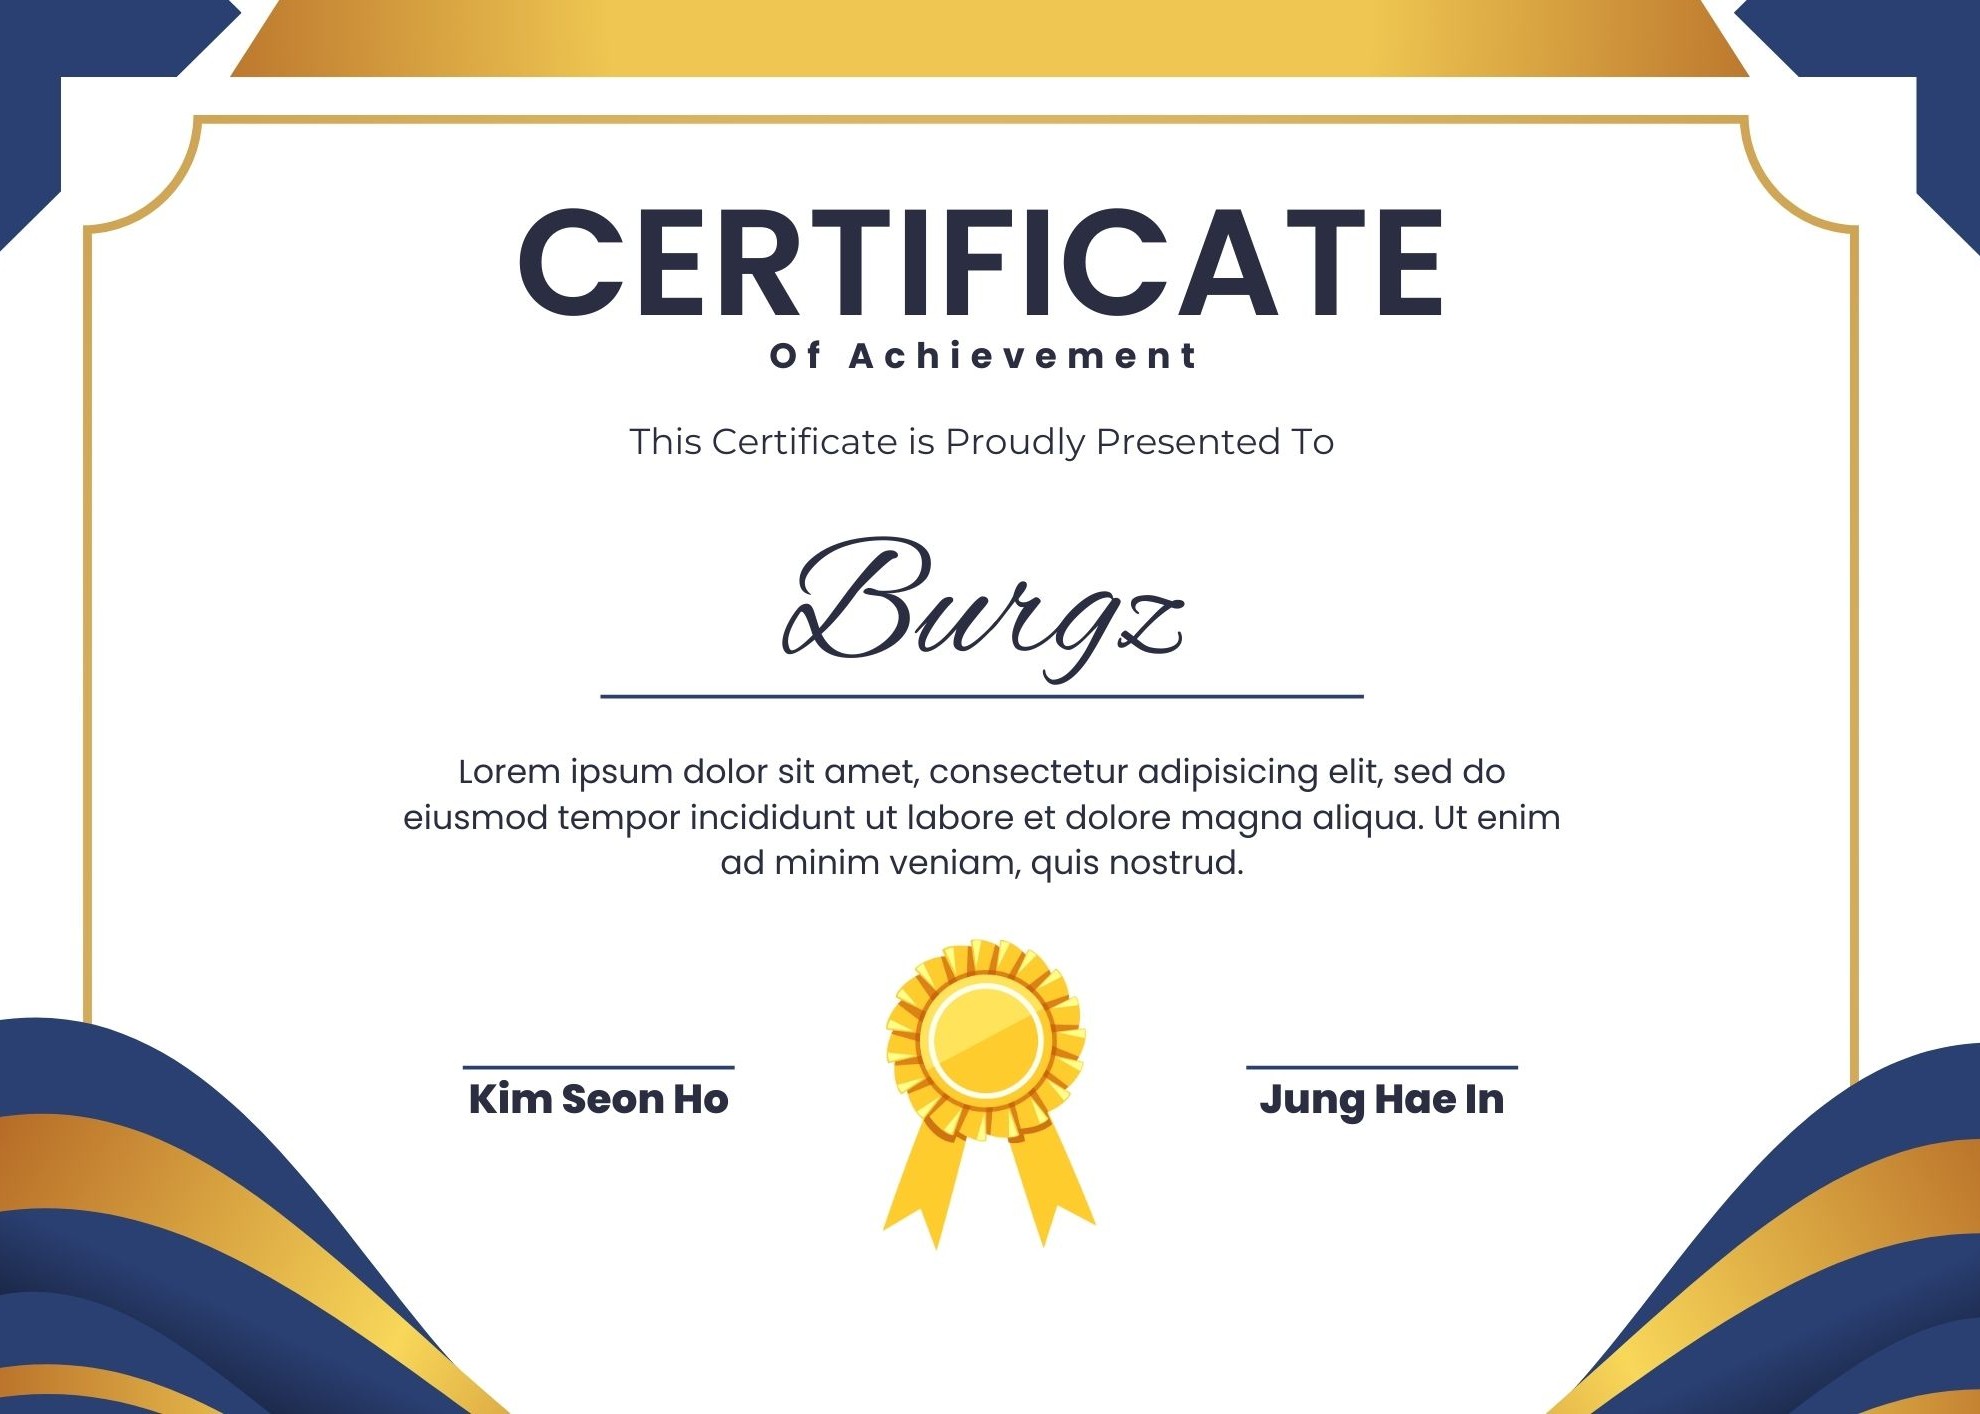 CERTIFICATE
Of Achievement
This Certificate is Proudly Presented To
Burgz
Lorem ipsum dolor sit amet, consectetur adipisicing elit, sed do
eiusmod tempor incididunt ut labore et dolore magna aliqua. Ut enim
ad minim veniam, quis nostrud.
Kim Seon Ho
Jung Hae In